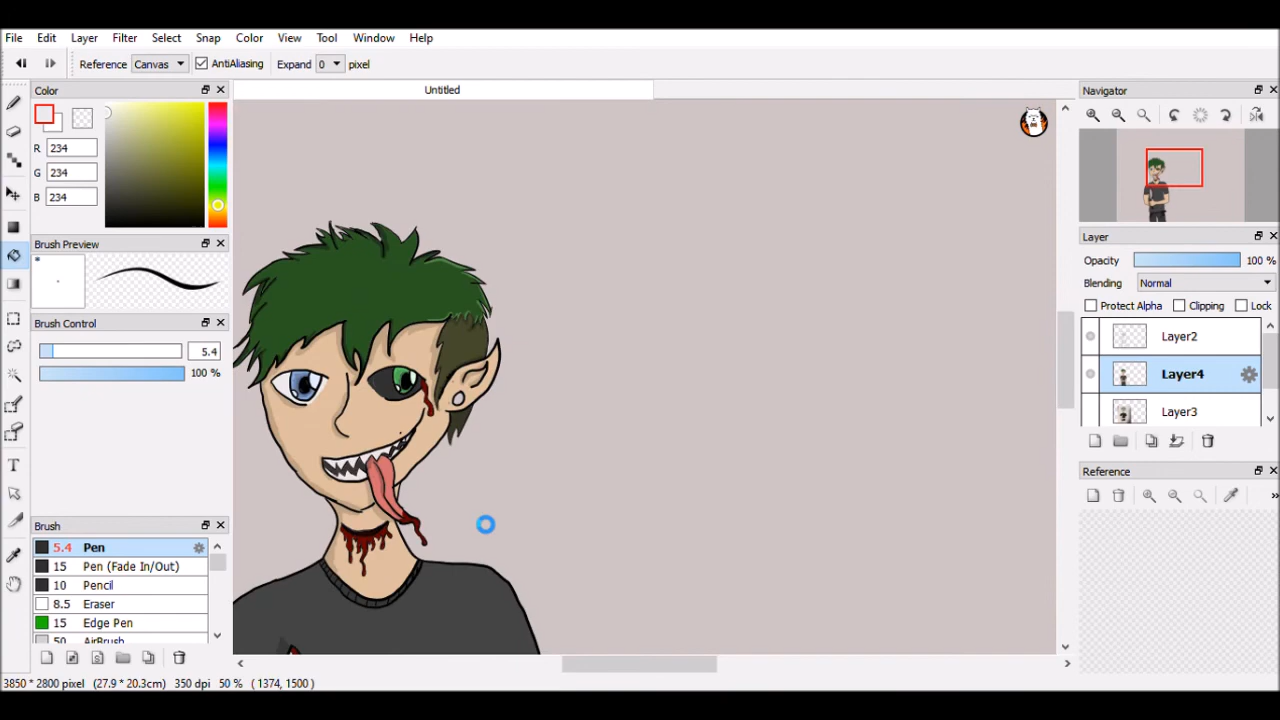 File Edit Layer Filter Select Snap Color View Tool Window Help
Reference Canvas AntiAliasing Expand 0 pixel
Color
R 234
G 234
B 234
Brush Preview
Brush Control
5.4
100 %
Brush
5.4 Pen
15 Pen (Fade In/Out)
10 Pencil
8.5 Eraser
15 Edge Pen
50 AirBrush
3850 * 2800 pixel (27.9 * 20.3cm) 350 dpi 50 % ( 1374, 1500 )
Untitled
Navigator
Layer
Opacity 100 %
Blending Normal
Protect Alpha Clipping Lock
Layer2
Layer4
Layer3
Reference